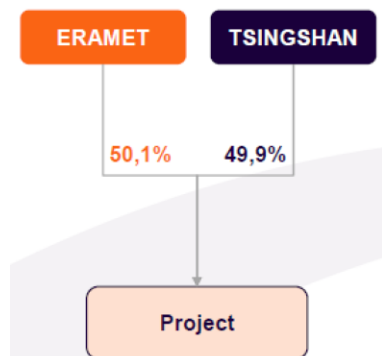 ERAMET
TSINGSHAN
50,1%
49,9%
Project